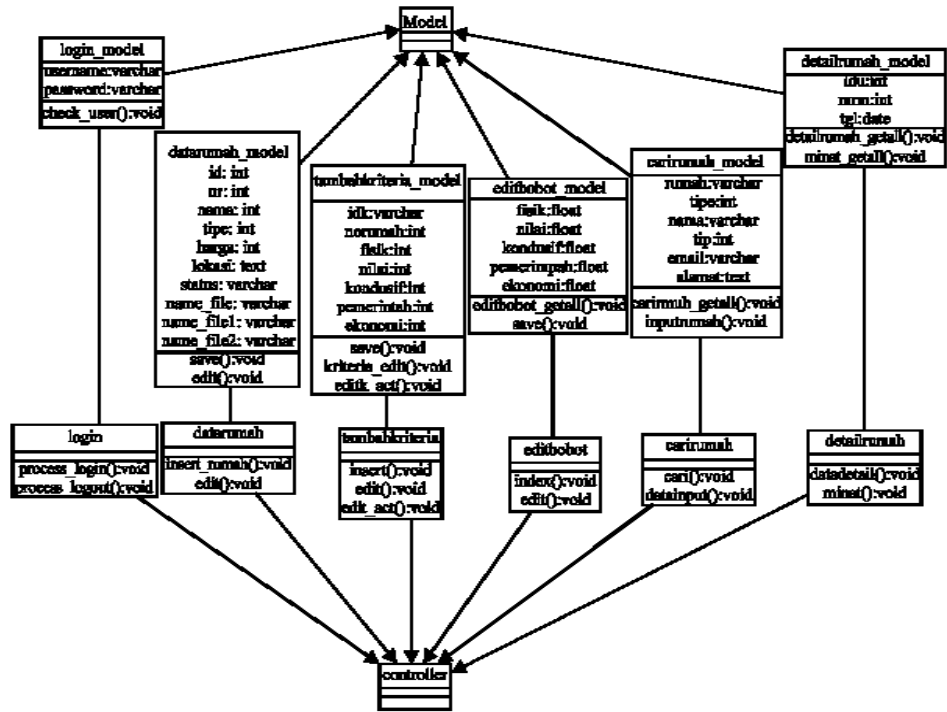 Model
login_model
username:varchar
password:varchar
check_user():void
detailrumah_model
idu:int
tgl:date
detailrumah_getall():void
minat_getall():void
datarumah_model
id: int
nr: int
nama: int
tipe: int
harga: int
lokasi: text
status: varchar
name_file: varchar
name_file1: varchar
name_file2: varchar
save():void
edit():void
tambahkriteria_model
idk:varchar
norumah:int
fisik:int
nilai:int
kondusif:int
pemerintah:int
ekonomi:int
save():void
kriteria_edit():void
editk_act():void
editbobot_model
fisik:float
nilai:float
kondusif:float
pemerintah:float
ekonomi:float
editbobot_getall():void
save():void
carirumah_model
rumah:varchar
tipe:int
nama:varchar
tlp:int
email:varchar
alamat:text
carirmuh_getall():void
inputrumah():void
login
process_login():void
process_logout():void
datarumah
insert_rumah():void
edit():void
tambahkriteria
insert():void
edit():void
edit_act():void
editbobot
index():void
edit():void
carirumah
cari():void
datainput():void
detailrumah
datadetail():void
minat():void
controller